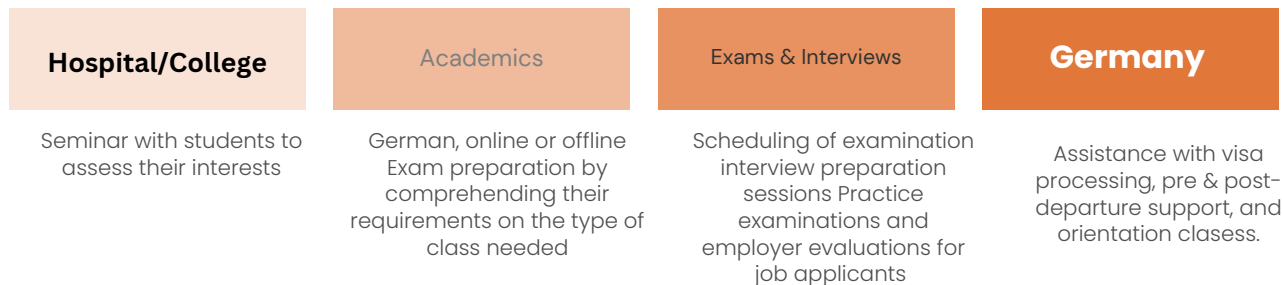 Hospital/College
Seminar with students to
assess their interests
Academics
German, online or offline
Exam preparation by
comprehending their
requirements on the type of
class needed
Exams & Interviews
Scheduling of examination
interview preparation
sessions Practice
examinations and
employer evaluations for
job applicants
Germany
Assistance with visa
processing, pre & post-
departure support, and
orientation clasess.